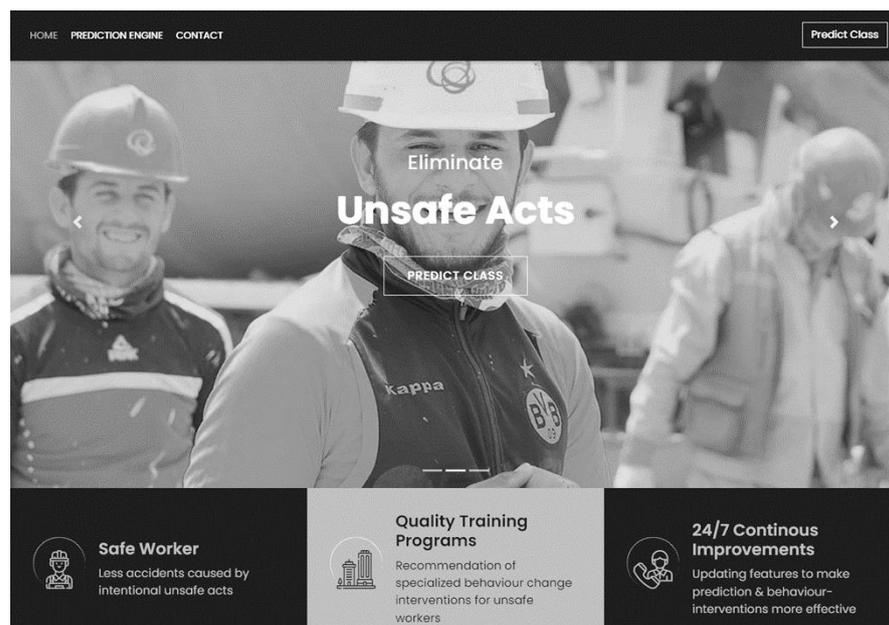 HOME PREDICTION ENGINE CONTACT Predict Class
Eliminate
Unsafe Acts
PREDICT CLASS
kappa
BVB
09
Safe Worker
Less accidents caused by
intentional unsafe acts
Quality Training
Programs
Recommendation of
specialized behaviour change
interventions for unsafe
workers
24/7 Continous
Improvements
Updating features to make
prediction & behaviour-
interventions more effective